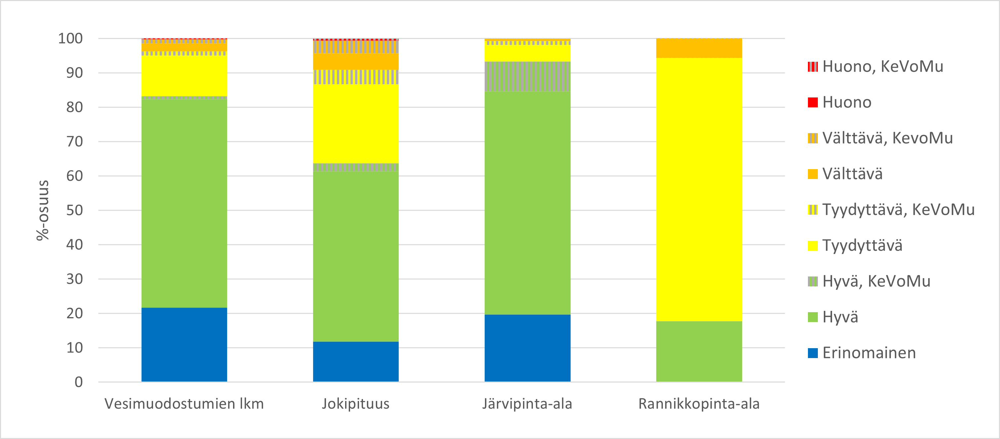 %-osuus
100
90
80
70
60
50
40
30
20
10
0
Vesimuodostumien lkm
Jokipituus
Järvipinta-ala
Rannikkopinta-ala
Huono, KeVoMu
Huono
Välttävä, KevoMu
Välttävä
Tyydyttävä, KeVoMu
Tyydyttävä
Hyvä, KeVoMu
Hyvä
Erinomainen